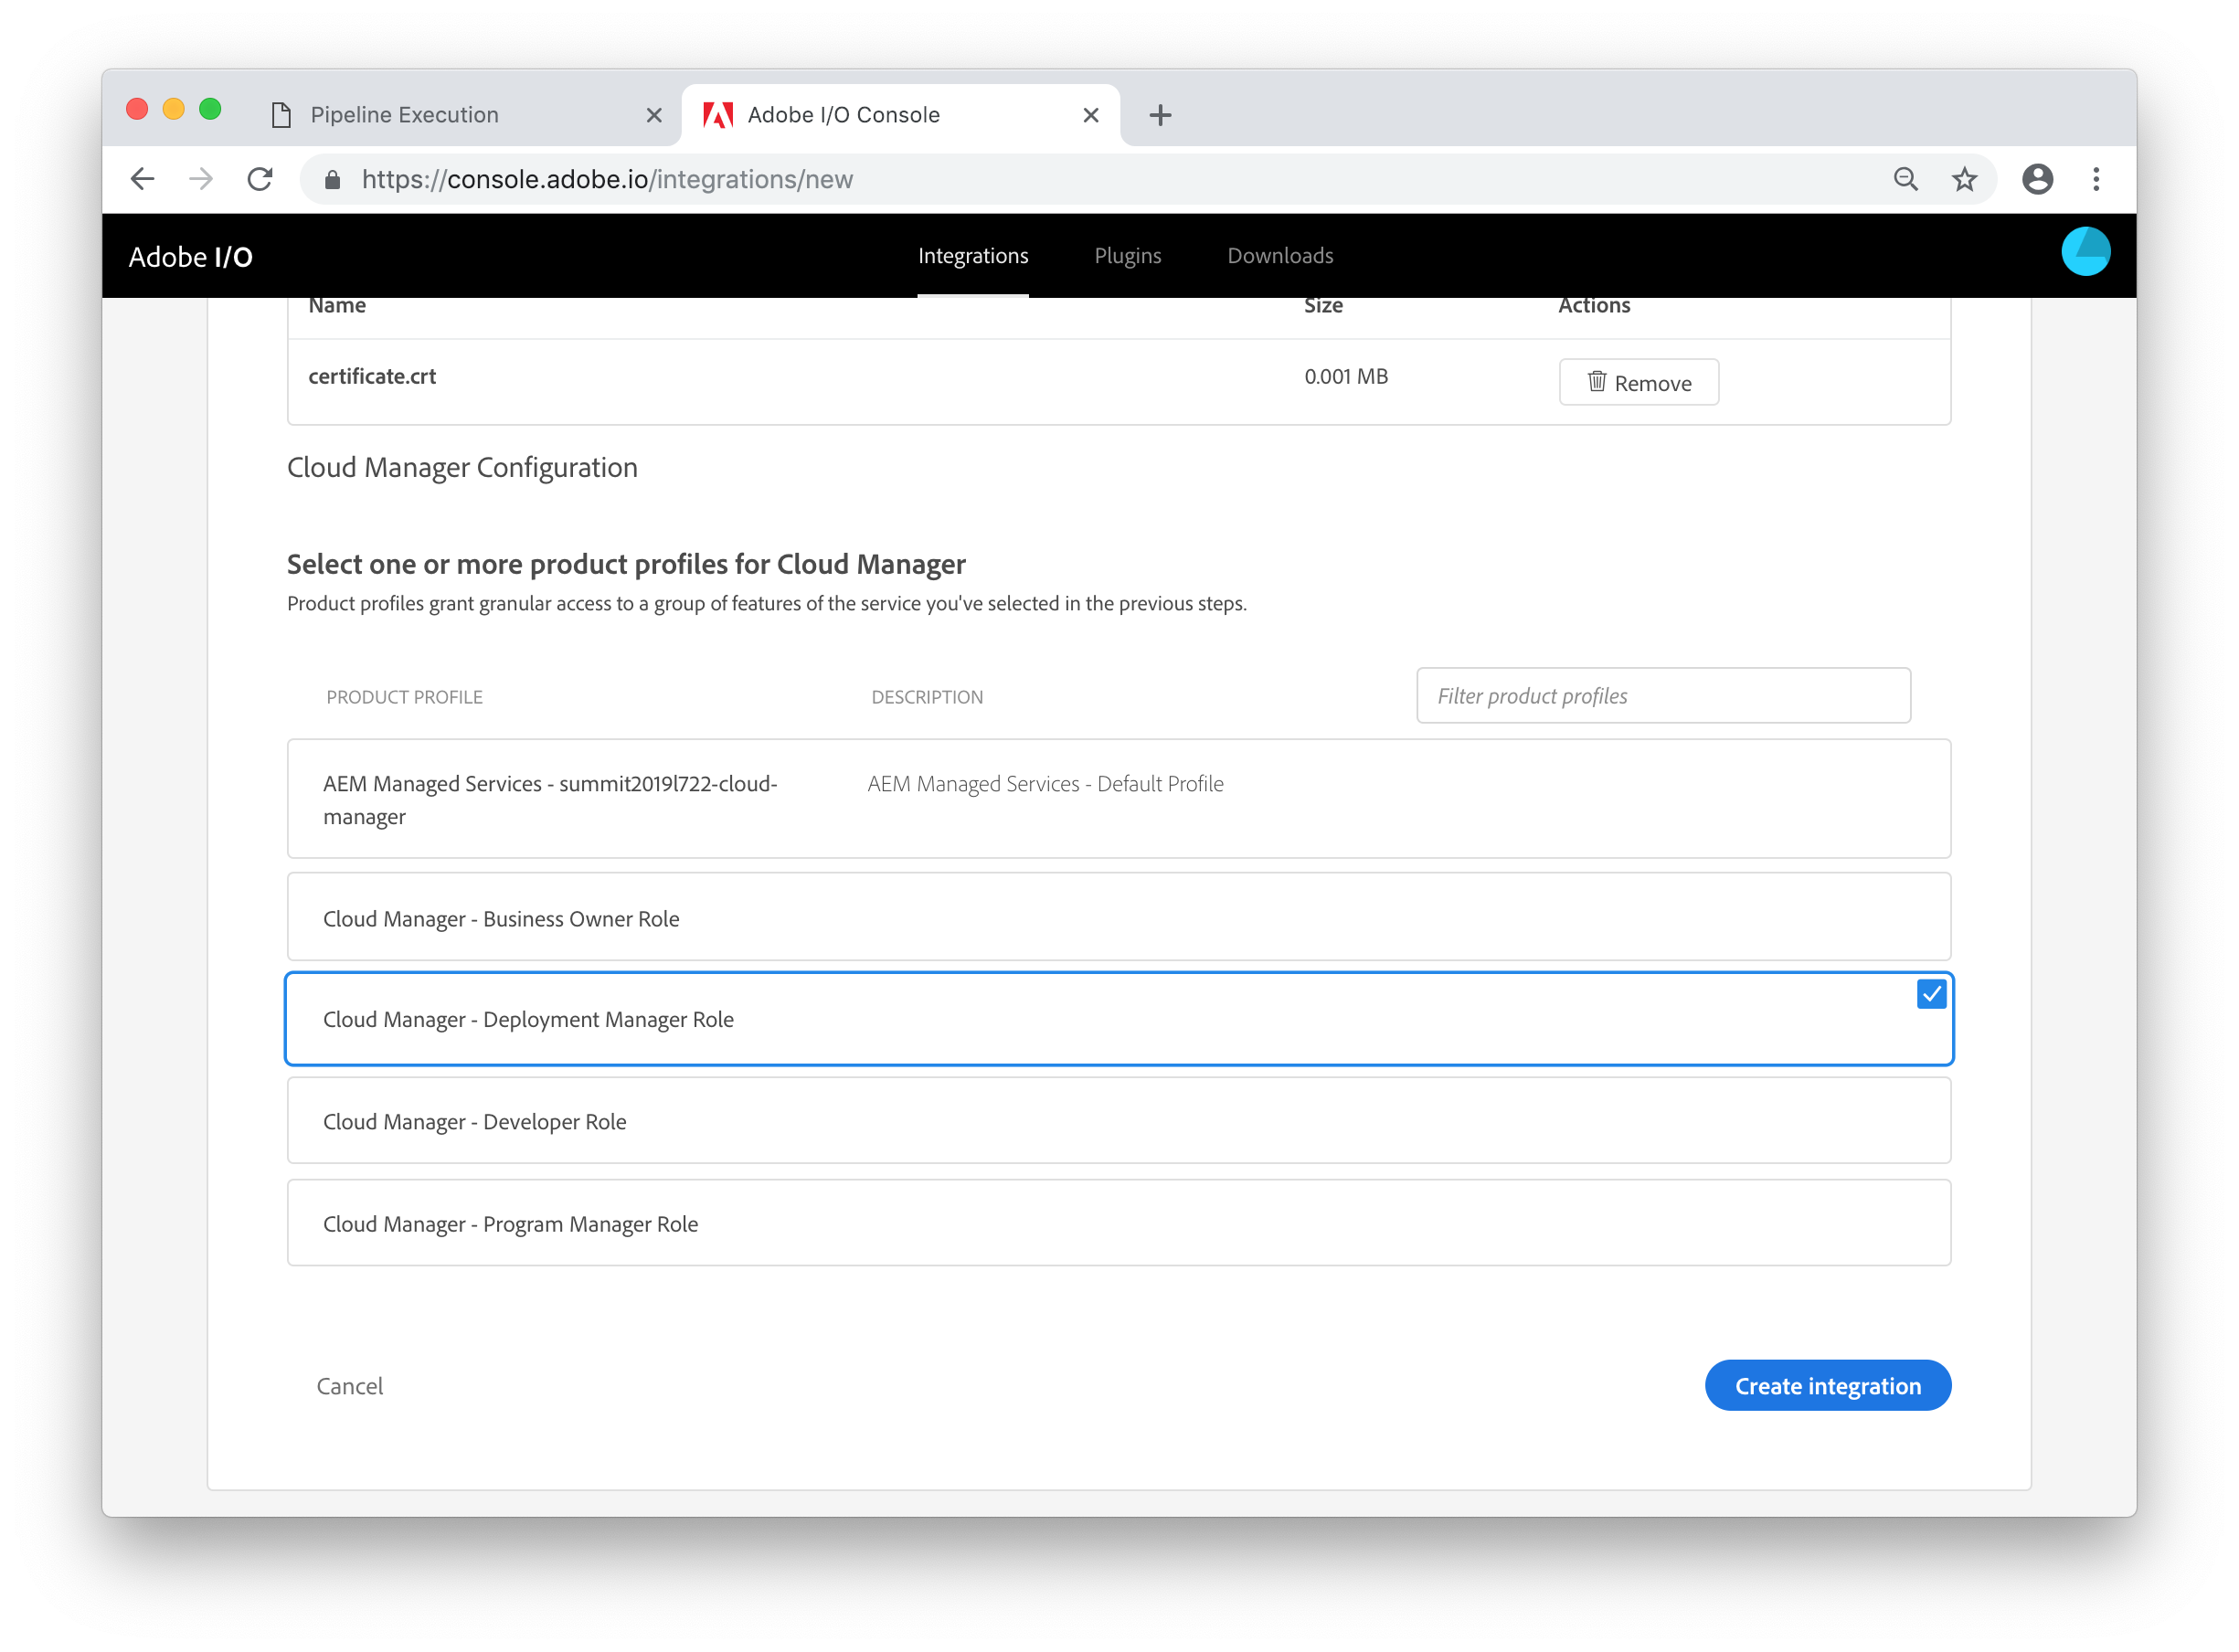 Pipeline Execution
Adobe I/O Console
https://console.adobe.io/integrations/new
Adobe I/O
Integrations
Plugins
Downloads
Name
Size
Actions
certificate.crt
0.001 MB
Remove
Cloud Manager Configuration
Select one or more product profiles for Cloud Manager
Product profiles grant granular access to a group of features of the service you've selected in the previous steps.
PRODUCT PROFILE
DESCRIPTION
Filter product profiles
AEM Managed Services - summit2019l722-cloud-
manager
AEM Managed Services - Default Profile
Cloud Manager - Business Owner Role
Cloud Manager - Deployment Manager Role
Cloud Manager - Developer Role
Cloud Manager - Program Manager Role
Cancel
Create integration